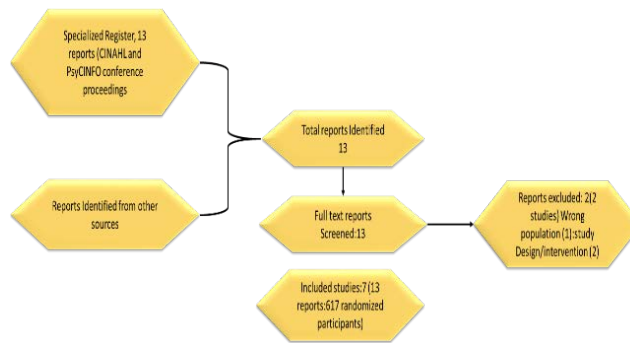 Specialized Register, 13
reports (CINAHL and
PsyCINFO conference
proceedings
Total reports Identified
13
Reports Identified from other
sources
Full text reports
Screened:13
Reports excluded: 2(2
studies) Wrong
population (1):study
Design/intervention (2)
Included studies:7 (13
reports:617 randomized
participants)